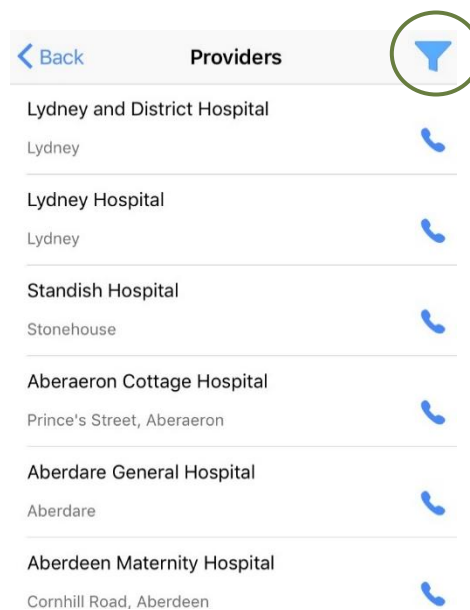 Back
Providers
Lydney and District Hospital
Lydney
Lydney Hospital
Lydney
Standish Hospital
Stonehouse
Aberaeron Cottage Hospital
Prince's Street, Aberaeron
Aberdare General Hospital
Aberdare
Aberdeen Maternity Hospital
Cornhill Road, Aberdeen